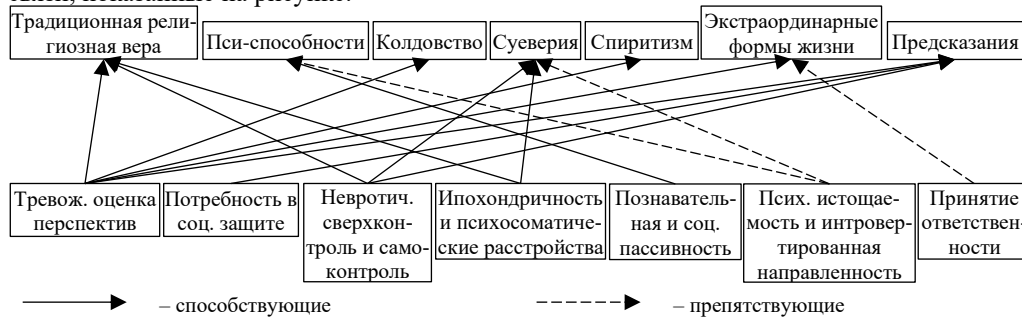 Традиционная рели-
гиозная вера
Пси-способности
Колдовство
Суеверия
Спиритизм
Экстраординарные
формы жизни
Предсказания
Тревож. оценка
перспектив
Потребность в
соц. защите
Невротич.
сверхкон-
троль и само-
контроль
Ипохондричность
и психосоматиче-
ские расстройства
Познаватель-
ная и соц.
пассивность
Псих. истощае-
мость и интровер-
тированная
направленность
Принятие
ответствен-
ности
– способствующие
– препятствующие